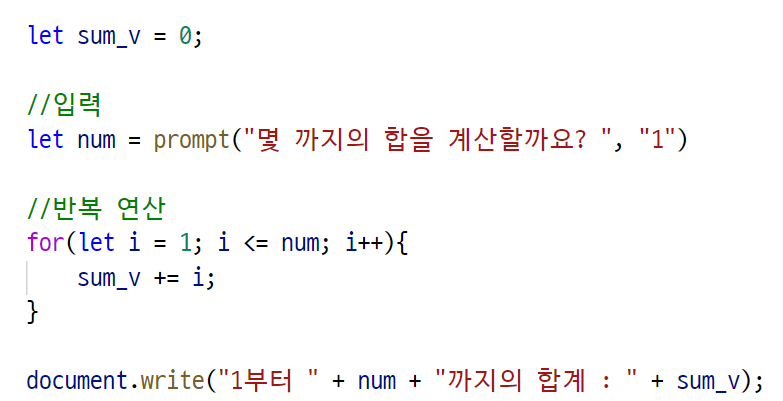 let sum_v = 0;
//입력
let num = prompt("몇 까지의 합을 계산할까요? ", "1")
//반복 연산
for(let i = 1; i <= num; i++){
    sum_v += i;
}
document.write("1부터 " + num + "까지의 합계 : " + sum_v);